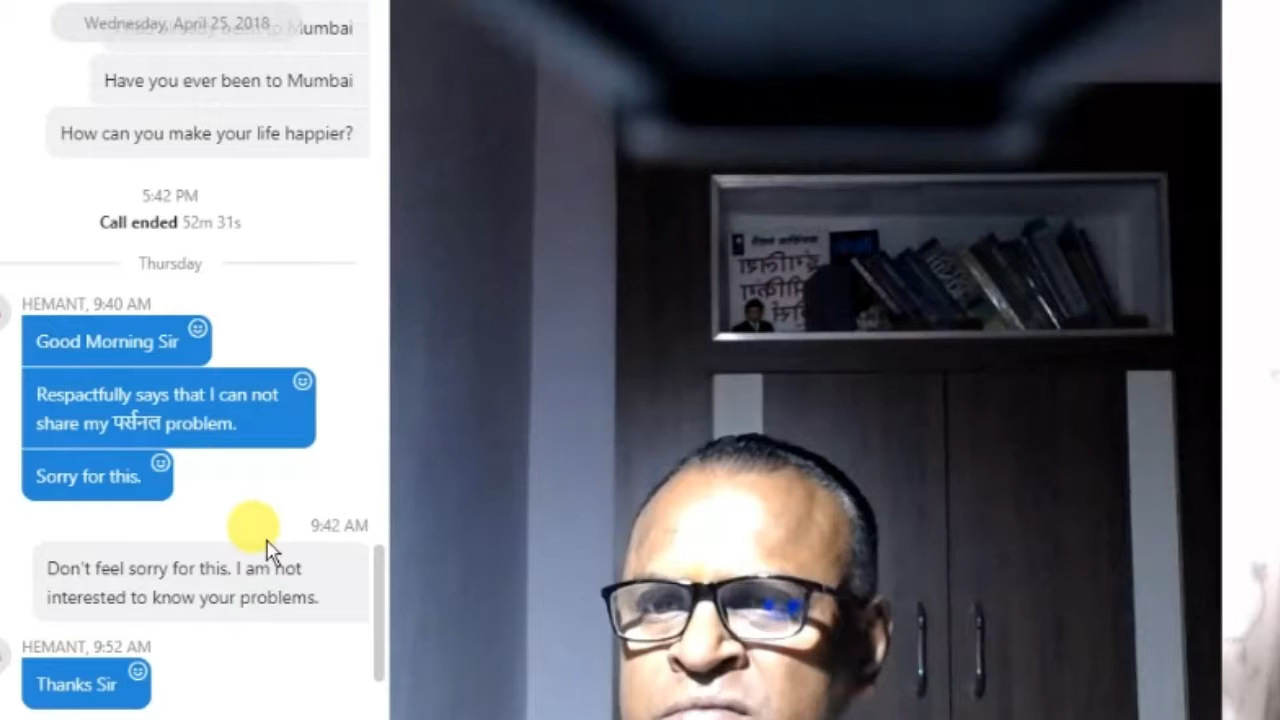 Wednesday, April 25, 2018
Mumbai
Have you ever been to Mumbai
How can you make your life happier?
5:42 PM
Call ended 52m 31s
Thursday
HEMANT, 9:40 AM
Good Morning Sir
Respactfully says that I can not
share my पर्सनल problem.
Sorry for this.
9:42 AM
Don't feel sorry for this. I am not
interested to know your problems.
HEMANT, 9:52 AM
Thanks Sir
इंगलिश